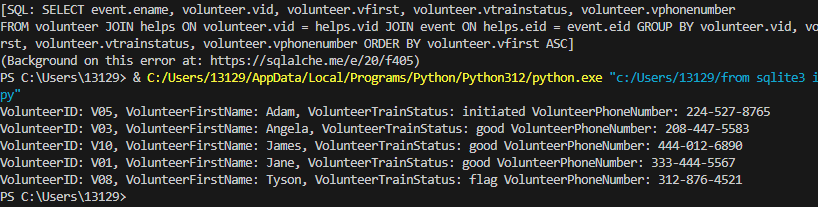 [SQL: SELECT event.ename, volunteer.vid, volunteer.vfirst, volunteer.vtrainstatus, volunteer.vphonenumber
FROM volunteer JOIN helps ON volunteer.vid = helps.vid JOIN event ON helps.eid = event.eid GROUP BY volunteer.vid, vo
rst, volunteer.vtrainstatus, volunteer.vphonenumber ORDER BY volunteer.vfirst ASC]
(Background on this error at: https://sqlalche.me/e/20/f405)
PS C:\Users\13129> & C:/Users/13129/AppData/Local/Programs/Python/Python312/python.exe "c:/Users/13129/from sqlite3 i
py"
VolunteerID: V05, VolunteerFirstName: Adam, VolunteerTrainStatus: initiated VolunteerPhoneNumber: 224-527-8765
VolunteerID: V03, VolunteerFirstName: Angela, VolunteerTrainStatus: good VolunteerPhoneNumber: 208-447-5583
VolunteerID: V10, VolunteerFirstName: James, VolunteerTrainStatus: good VolunteerPhoneNumber: 444-012-6890
VolunteerID: V01, VolunteerFirstName: Jane, VolunteerTrainStatus: good VolunteerPhoneNumber: 333-444-5567
VolunteerID: V08, VolunteerFirstName: Tyson, VolunteerTrainStatus: flag VolunteerPhoneNumber: 312-876-4521
PS C:\Users\13129>